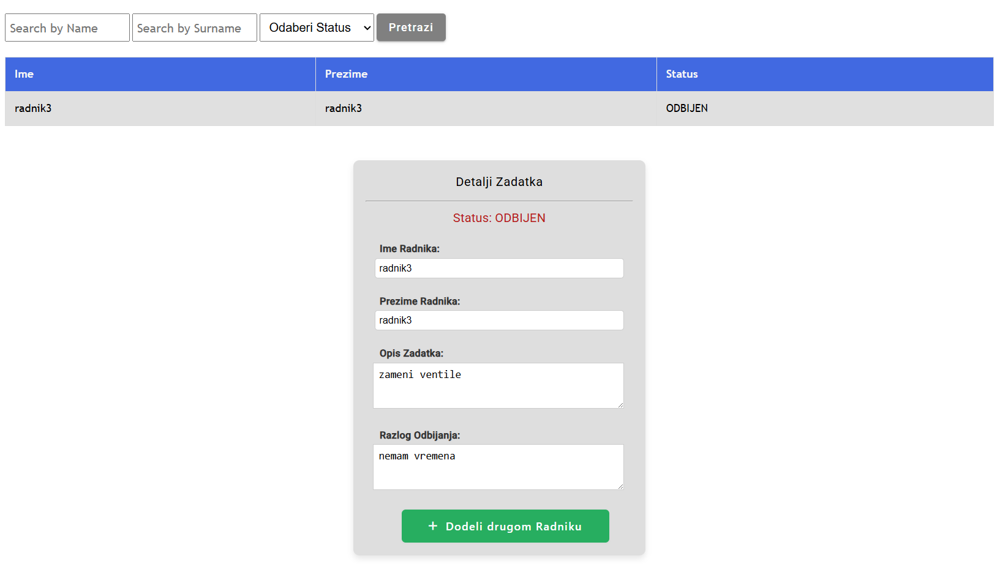 Search by Name Search by Surname Odaberi Status Pretrazi
Ime Prezime Status
radnik3 radnik3 ODBIJEN
Detalji Zadatka
Status: ODBIJEN
Ime Radnika:
radnik3
Prezime Radnika:
radnik3
Opis Zadatka:
zameni ventile
Razlog Odbijanja:
nemam vremena
+ Dodeli drugom Radniku